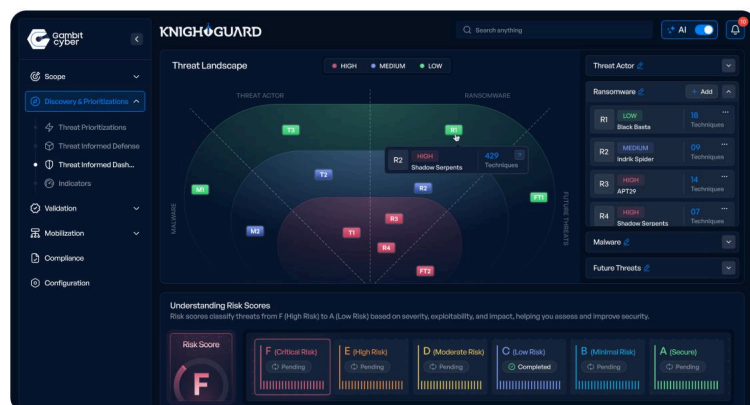 Gambit
cyber
KNIGHOGUARD
Search anything
AI
10
Scope
Discovery & Prioritizations
Threat Prioritizations
Threat Informed Defense
Threat Informed Dash...
Indicators
Validation
Mobilization
Compliance
Configuration
Threat Landscape
HIGH
MEDIUM
LOW
THREAT ACTOR
RANSOMWARE
MALWARE
FUTURE THREATS
T3
R1
R2
HIGH
Shadow Serpents
429
Techniques
T2
R2
M1
FT1
M2
T1
R3
R4
FT2
Threat Actor
Ransomware
+ Add
R1
LOW
Black Basta
18
Techniques
R2
MEDIUM
Indrik Spider
09
Techniques
R3
HIGH
APT29
14
Techniques
R4
HIGH
Shadow Serpents
07
Techniques
Malware
Future Threats
Understanding Risk Scores
Risk scores classify threats from F (High Risk) to A (Low Risk) based on severity, exploitability, and impact, helping you assess and improve security.
Risk Score
F
F (Critical Risk)
Pending
E (High Risk)
Pending
D (Moderate Risk)
Pending
C (Low Risk)
Completed
B (Minimal Risk)
Pending
A (Secure)
Pending